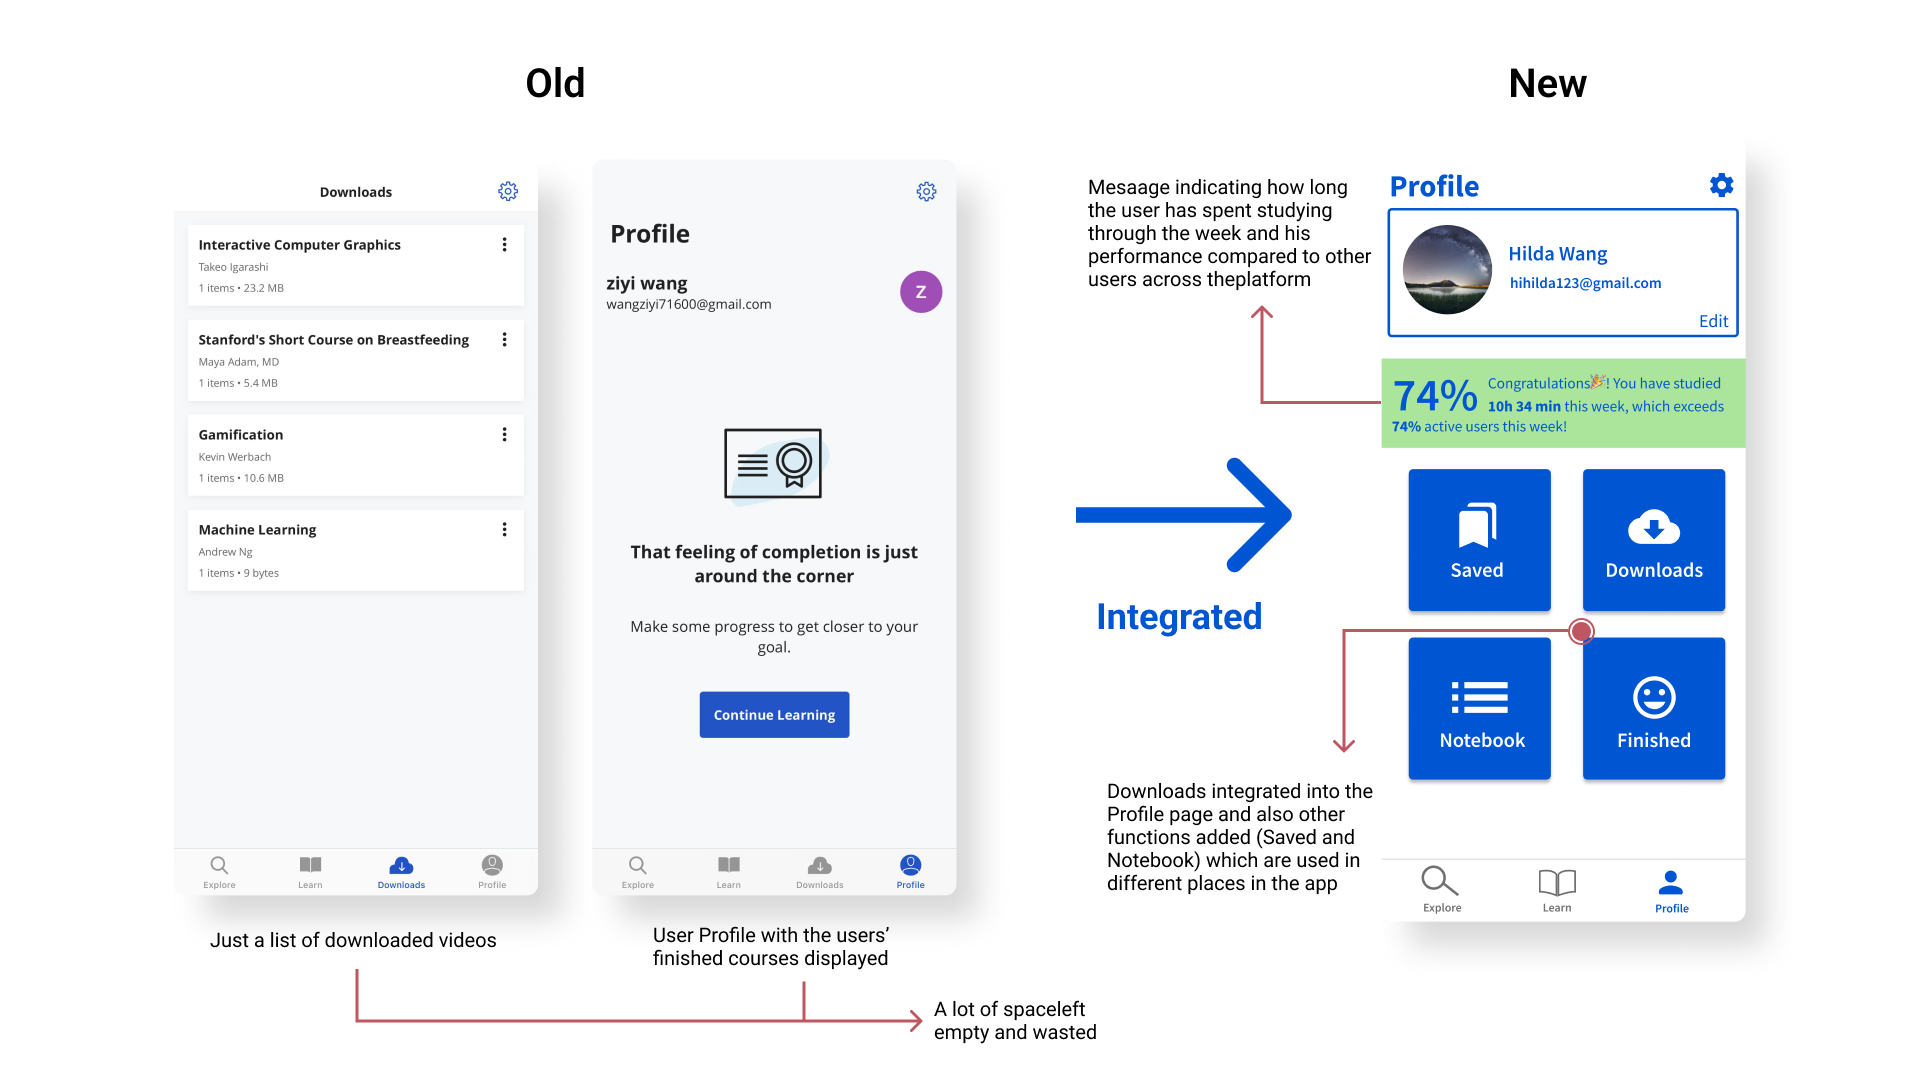 Old
New
Downloads
Interactive Computer Graphics
Takeo Igarashi
1 items • 23.2 MB
Stanford's Short Course on Breastfeeding
Maya Adam, MD
1 items • 5.4 MB
Gamification
Kevin Werbach
1 items • 10.6 MB
Machine Learning
Andrew Ng
1 items • 9 bytes
Explore
Learn
Downloads
Profile
Just a list of downloaded videos
Profile
ziyi wang
wangziyi71600@gmail.com
Z
That feeling of completion is just
around the corner
Make some progress to get closer to your
goal.
Continue Learning
Explore
Learn
Downloads
Profile
User Profile with the users’
finished courses displayed
A lot of spaceleft
empty and wasted
Mesaage indicating how long
the user has spent studying
through the week and his
performance compared to other
users across theplatform
Integrated
Downloads integrated into the
Profile page and also other
functions added (Saved and
Notebook) which are used in
different places in the app
Profile
Hilda Wang
hihilda123@gmail.com
Edit
74%
Congratulations🎉! You have studied
10h 34 min this week, which exceeds
74% active users this week!
Saved
Downloads
Notebook
Finished
Explore
Learn
Profile